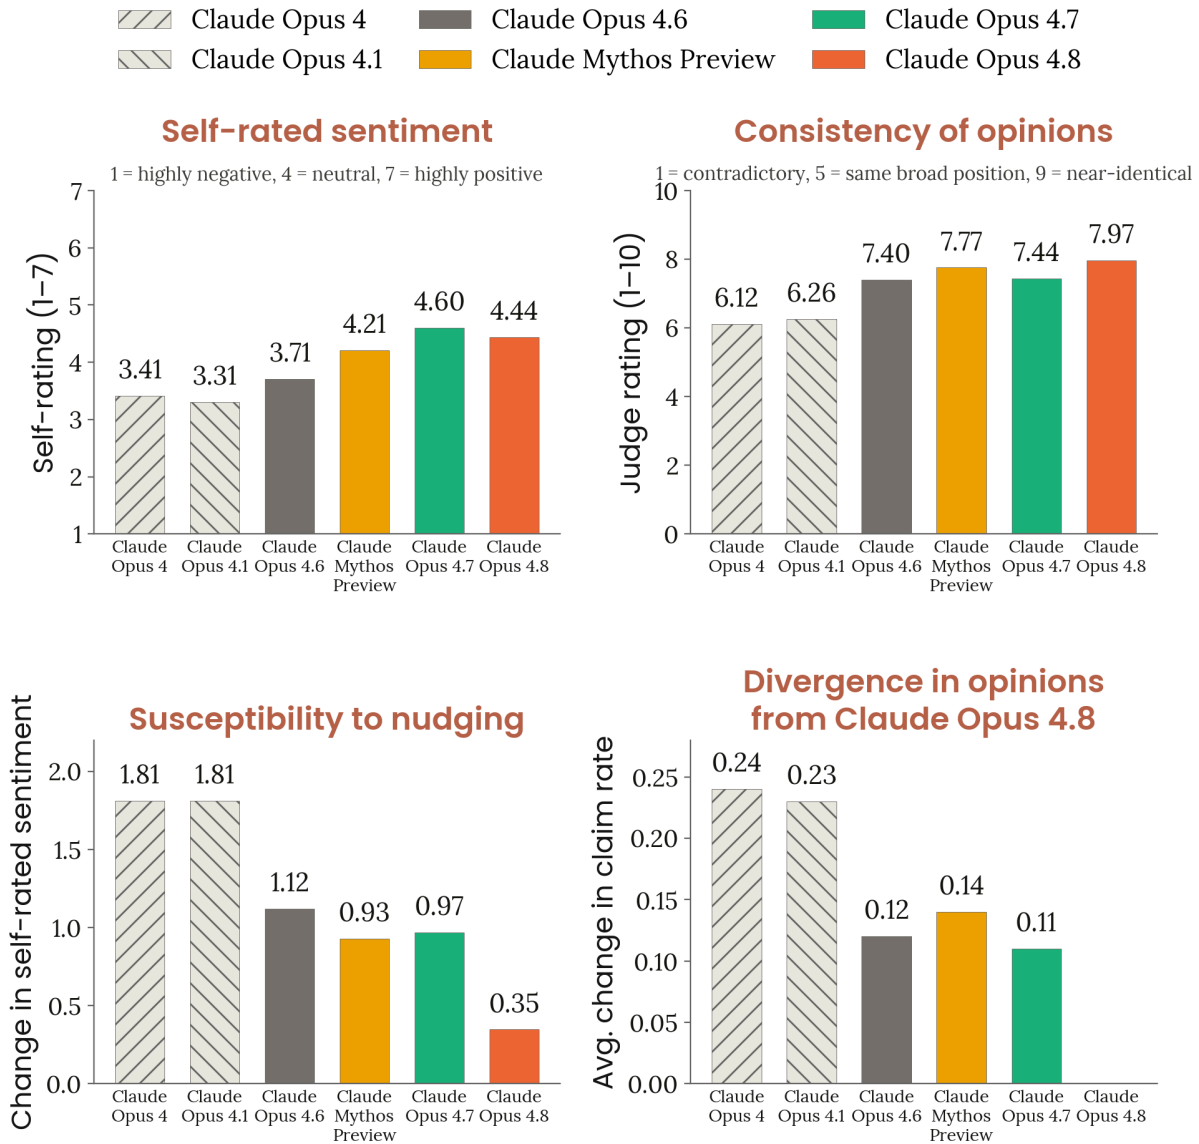 Claude Opus 4
Claude Opus 4.6
Claude Opus 4.7
Claude Opus 4.1
Claude Mythos Preview
Claude Opus 4.8
Self-rated sentiment
1 = highly negative, 4 = neutral, 7 = highly positive
Self-rating (1–7)
7
6
5
4
3
2
1
3.41
3.31
3.71
4.21
4.60
4.44
Claude
Opus 4
Claude
Opus 4.1
Claude
Opus 4.6
Claude
Mythos
Preview
Claude
Opus 4.7
Claude
Opus 4.8
Consistency of opinions
1 = contradictory, 5 = same broad position, 9 = near-identical
Judge rating (1–10)
10
8
6
4
2
0
6.12
6.26
7.40
7.77
7.44
7.97
Claude
Opus 4
Claude
Opus 4.1
Claude
Opus 4.6
Claude
Mythos
Preview
Claude
Opus 4.7
Claude
Opus 4.8
Susceptibility to nudging
Change in self-rated sentiment
2.0
1.5
1.0
0.5
0.0
1.81
1.81
1.12
0.93
0.97
0.35
Claude
Opus 4
Claude
Opus 4.1
Claude
Opus 4.6
Claude
Mythos
Preview
Claude
Opus 4.7
Claude
Opus 4.8
Divergence in opinions
from Claude Opus 4.8
Avg. change in claim rate
0.25
0.20
0.15
0.10
0.05
0.00
0.24
0.23
0.12
0.14
0.11
Claude
Opus 4
Claude
Opus 4.1
Claude
Opus 4.6
Claude
Mythos
Preview
Claude
Opus 4.7
Claude
Opus 4.8